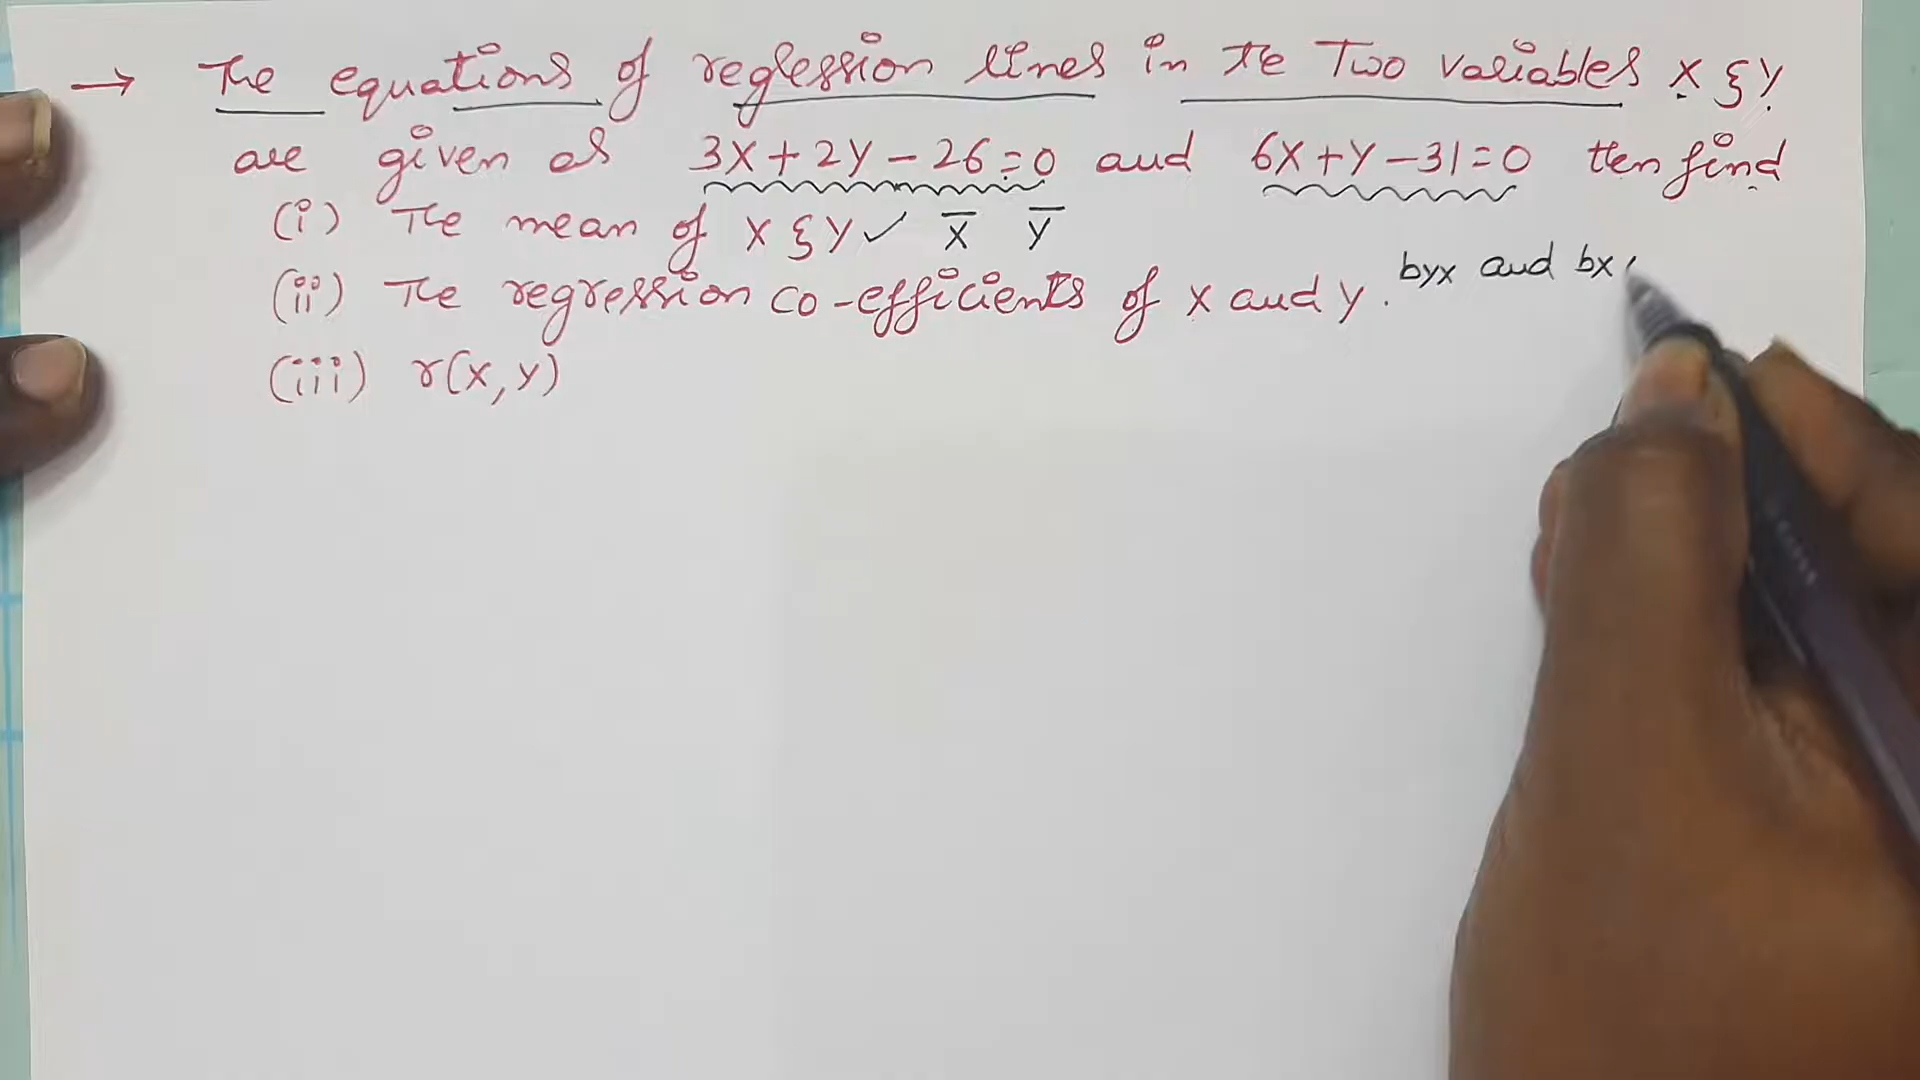 → The equations of reglession lines in the Two variables X & Y
are given as 3X+2Y-26=0 and 6X+Y-31=0 then find
(i) The mean of X & Y ✓ X̅ Y̅
(ii) The regression co-efficients of X and Y. byx and bx
(iii) r(X,Y)